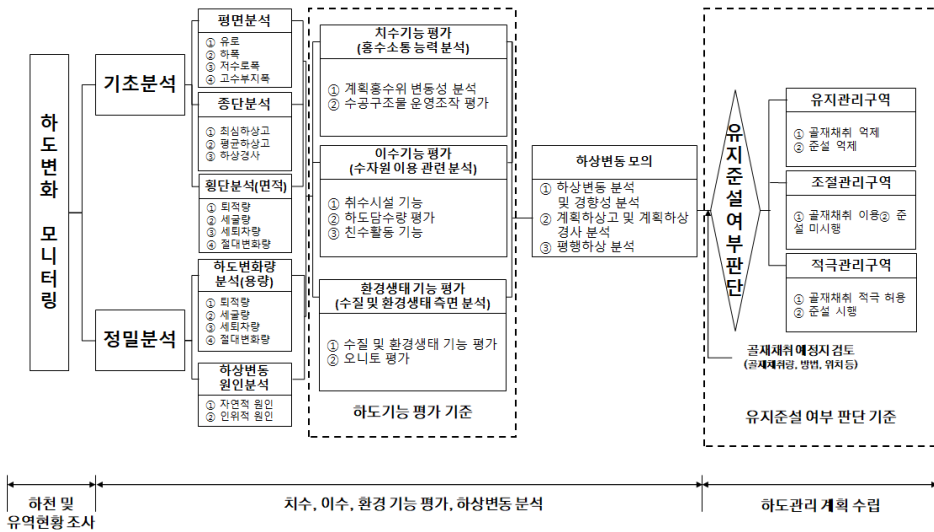 하도변화 모니터링
기초분석
정밀분석
평면분석
① 유로
② 하폭
③ 저수로폭
④ 고수부지폭
종단분석
① 최심하상고
② 평균하상고
③ 하상경사
횡단분석(면적)
① 퇴적량
② 세굴량
③ 세퇴차량
④ 절대변화량
하도변화량
분석(용량)
① 퇴적량
② 세굴량
③ 세퇴차량
④ 절대변화량
하상변동
원인분석
① 자연적 원인
② 인위적 원인
치수기능 평가
(홍수소통 능력 분석)
① 계획홍수위 변동성 분석
② 수공구조물 운영조작 평가
이수기능평가
(수자원 이용 관련 분석)
① 취수시설 기능
② 하도담수량 평가
③ 친수활동 기능
환경생태 기능 평가
(수질 및 환경생태 측면 분석)
① 수질 및 환경생태 기능 평가
② 오니토 평가
하도기능 평가 기준
하상변동 모의
① 하상변동 분석
및 경향성 분석
② 계획하상고 및 계획하상
경사 분석
③ 평형하상 분석
유지준설 여부판단
유지관리구역
① 골재채취 억제
② 준설 억제
조절관리구역
① 골재채취 이용② 준
설 미시행
적극관리구역
① 골재채취 적극 허용
② 준설 시행
골재채취예정지 검토
(골재채취량, 방법, 위치 등)
유지준설 여부 판단 기준
하천 및
유역현황 조사
치수, 이수, 환경 기능 평가, 하상변동 분석
하도관리 계획 수립